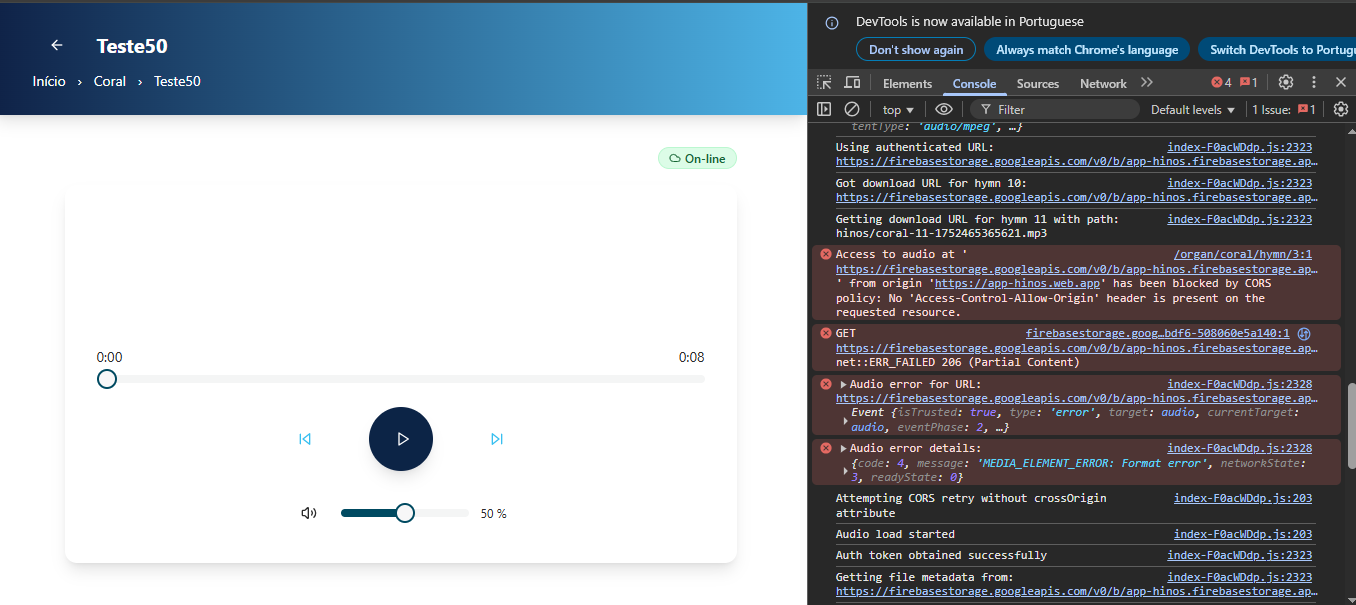 Teste50
Início › Coral › Teste50
On-line
0:00 0:08
50 %
DevTools is now available in Portuguese
Don't show again Always match Chrome's language Switch DevTools to Portugu
Elements Console Sources Network 4 1
top Filter Default levels 1 Issue: 1
tentType: 'audio/mpeg', …}
Using authenticated URL: index-F0acWDdp.js:2323
https://firebasestorage.googleapis.com/v0/b/app-hinos.firebasestorage.ap…
Got download URL for hymn 10: index-F0acWDdp.js:2323
https://firebasestorage.googleapis.com/v0/b/app-hinos.firebasestorage.ap…
Getting download URL for hymn 11 with path: index-F0acWDdp.js:2323
hinos/coral-11-1752465365621.mp3
Access to audio at ' /organ/coral/hymn/3:1
https://firebasestorage.googleapis.com/v0/b/app-hinos.firebasestorage.ap…
' from origin 'https://app-hinos.web.app' has been blocked by CORS
policy: No 'Access-Control-Allow-Origin' header is present on the
requested resource.
GET firebasestorage.goog…bdf6-508060e5a140:1
https://firebasestorage.googleapis.com/v0/b/app-hinos.firebasestorage.ap…
net::ERR_FAILED 206 (Partial Content)
Audio error for URL: index-F0acWDdp.js:2328
https://firebasestorage.googleapis.com/v0/b/app-hinos.firebasestorage.ap…
Event {isTrusted: true, type: 'error', target: audio, currentTarget:
audio, eventPhase: 2, …}
Audio error details: index-F0acWDdp.js:2328
{code: 4, message: 'MEDIA_ELEMENT_ERROR: Format error', networkState:
3, readyState: 0}
Attempting CORS retry without crossOrigin index-F0acWDdp.js:203
attribute
Audio load started index-F0acWDdp.js:203
Auth token obtained successfully index-F0acWDdp.js:2323
Getting file metadata from: index-F0acWDdp.js:2323
https://firebasestorage.googleapis.com/v0/b/app-hinos.firebasestorage.ap…